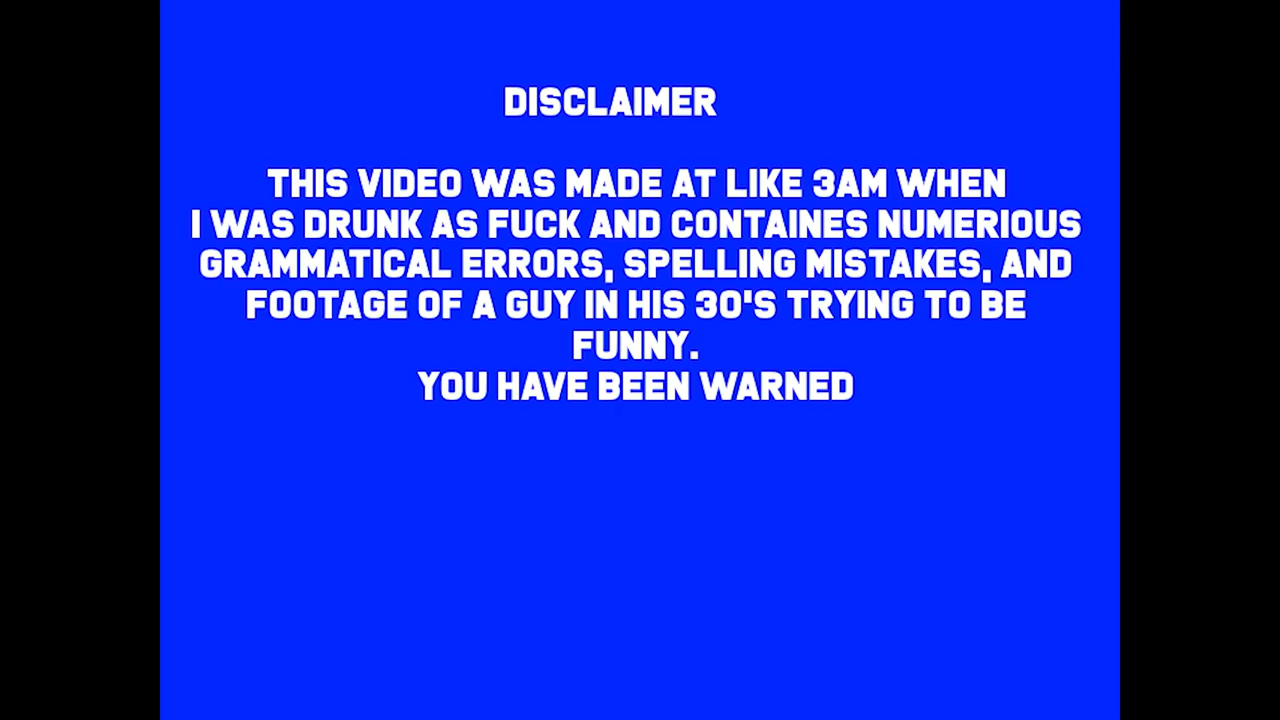 DISCLAIMER
THIS VIDEO WAS MADE AT LIKE 3AM WHEN
I WAS DRUNK AS FUCK AND CONTAINES NUMERIOUS
GRAMMATICAL ERRORS, SPELLING MISTAKES, AND
FOOTAGE OF A GUY IN HIS 30'S TRYING TO BE
FUNNY.
YOU HAVE BEEN WARNED